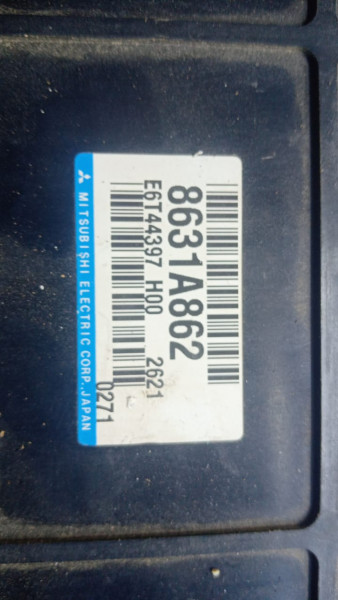 8631A862
E6T44397 H00 2621
0271
MITSUBISHI ELECTRIC CORP., JAPAN